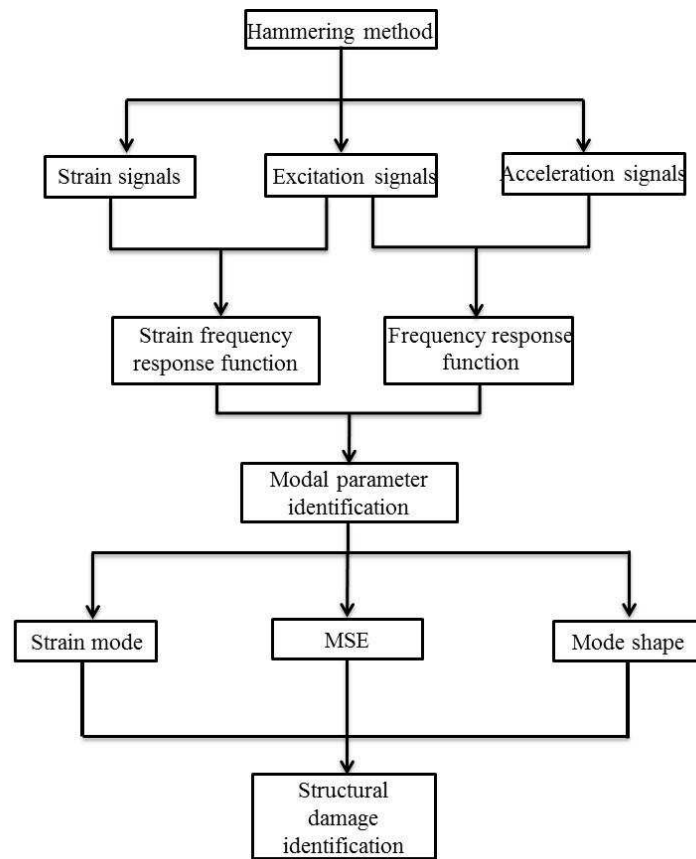 Hammering method
Strain signals
Excitation signals
Acceleration signals
Strain frequency
response function
Frequency response
function
Modal parameter
identification
Strain mode
MSE
Mode shape
Structural
damage
identification